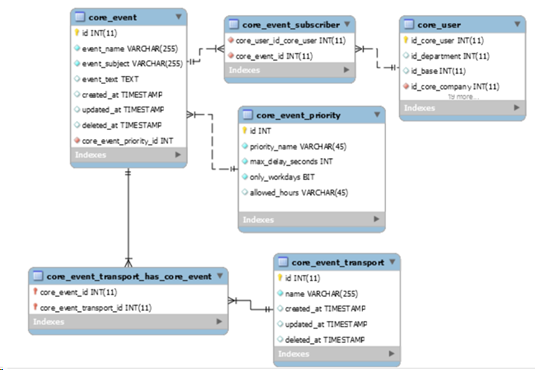 core_event
id INT(11)
event_name VARCHAR(255)
event_subject VARCHAR(255)
event_text TEXT
created_at TIMESTAMP
updated_at TIMESTAMP
deleted_at TIMESTAMP
core_event_priority_id INT
Indexes
core_event_subscriber
core_user_id_core_user INT(11)
core_event_id INT(11)
Indexes
core_user
id_core_user INT(11)
id_department INT(11)
id_base INT(11)
id_core_company INT(11)
19 more...
Indexes
core_event_priority
id INT
priority_name VARCHAR(45)
max_delay_seconds INT
only_workdays BIT
allowed_hours VARCHAR(45)
Indexes
core_event_transport_has_core_event
core_event_id INT(11)
core_event_transport_id INT(11)
Indexes
core_event_transport
id INT(11)
name VARCHAR(255)
created_at TIMESTAMP
updated_at TIMESTAMP
deleted_at TIMESTAMP
Indexes